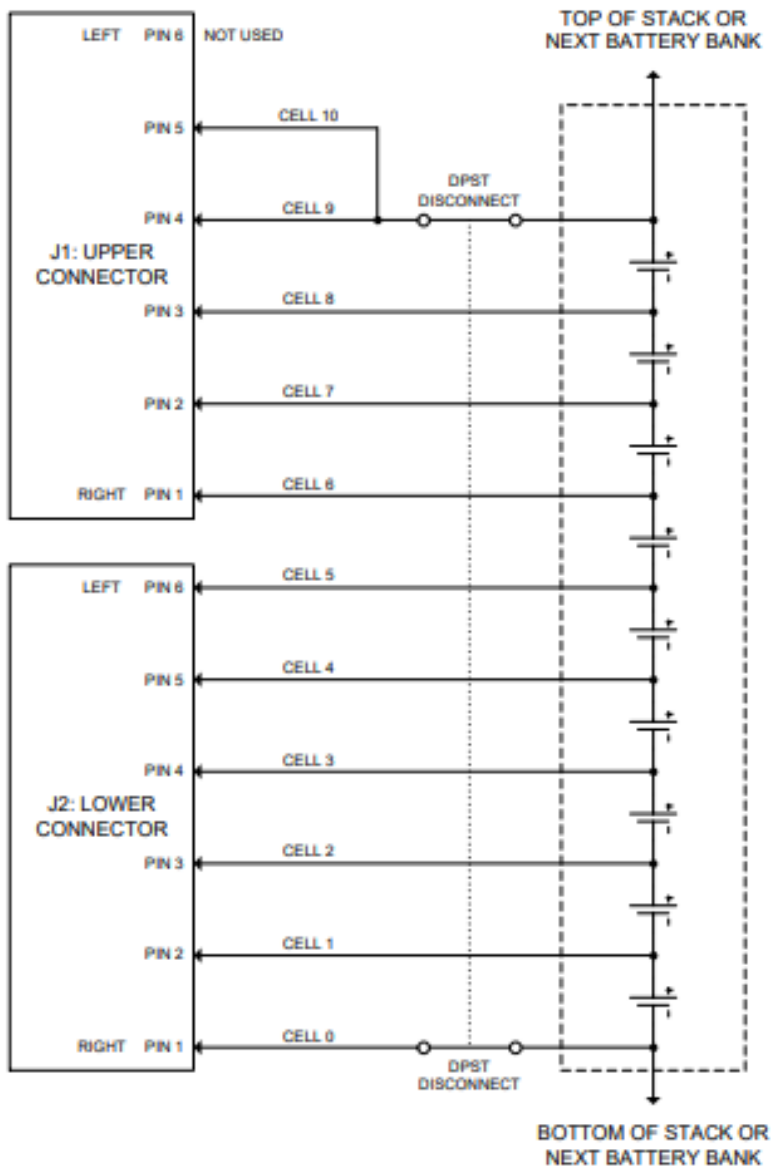 TOP OF STACK OR
NEXT BATTERY BANK
LEFT PIN 6 NOT USED
CELL 10
PIN 5
DPST
DISCONNECT
CELL 9
PIN 4
J1: UPPER
CONNECTOR
CELL 8
PIN 3
CELL 7
PIN 2
CELL 6
RIGHT PIN 1
CELL 5
LEFT PIN 6
CELL 4
PIN 5
CELL 3
PIN 4
J2: LOWER
CONNECTOR
CELL 2
PIN 3
CELL 1
PIN 2
CELL 0
RIGHT PIN 1
DPST
DISCONNECT
BOTTOM OF STACK OR
NEXT BATTERY BANK